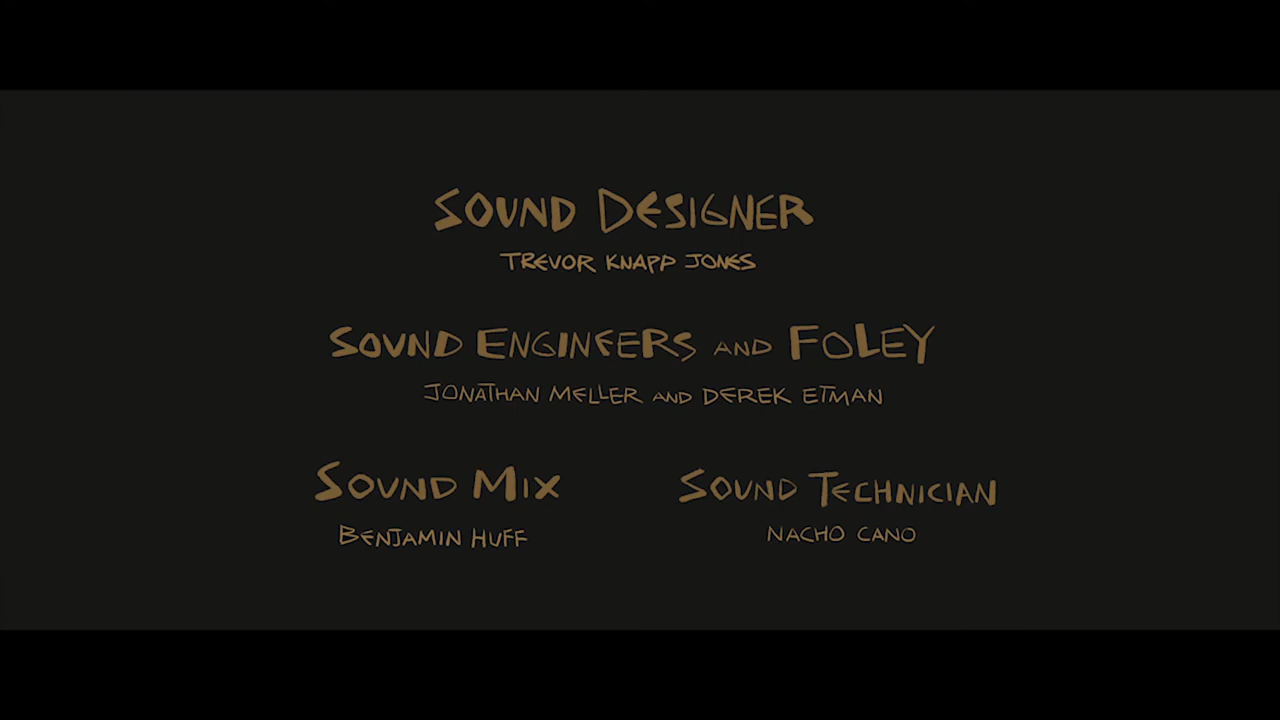 SOUND DESIGNER
TREVOR KNAPP JONES
SOUND ENGINEERS AND FOLEY
JONATHAN MELLER AND DEREK ETMAN
SOUND MIX
BENJAMIN HUFF
SOUND TECHNICIAN
NACHO CANO